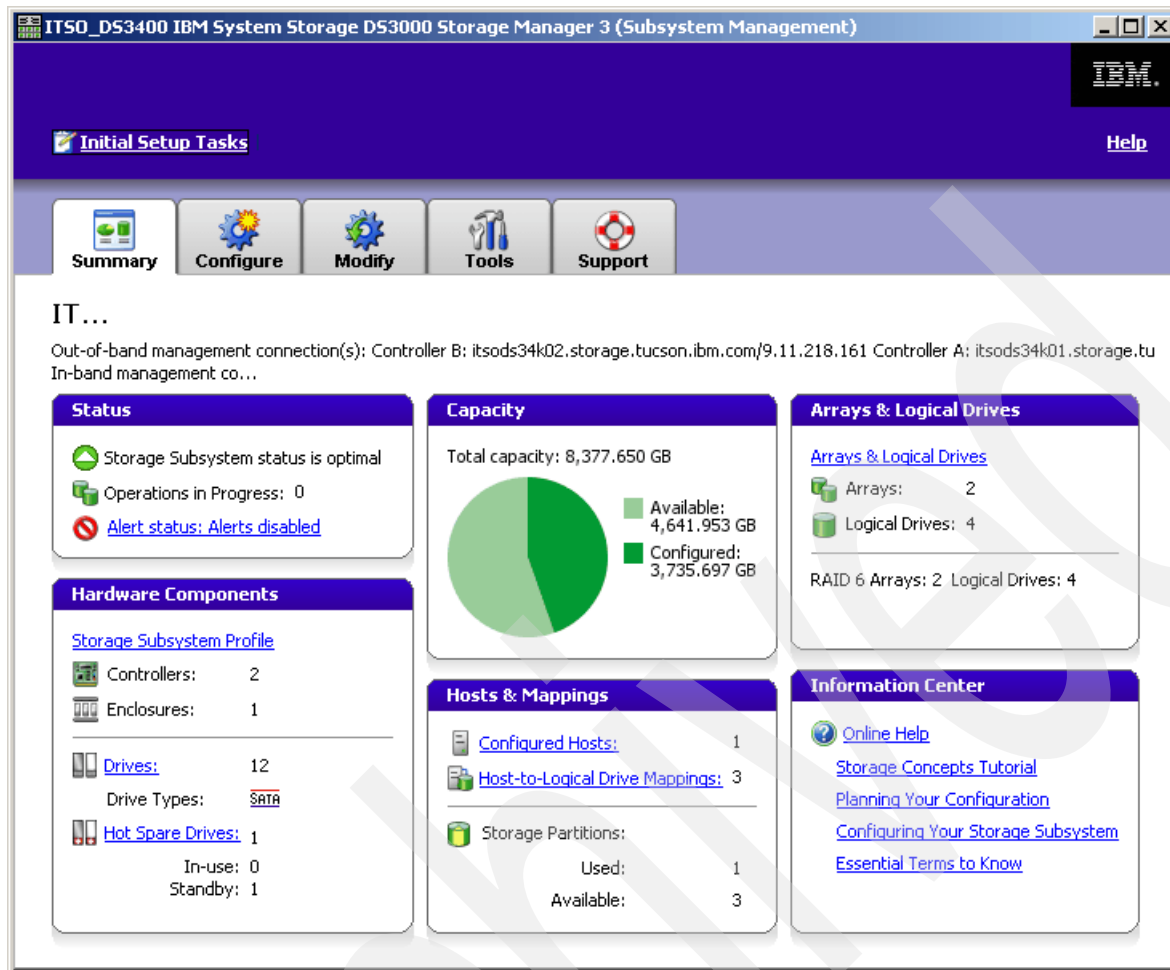 ITSO_DS3400 IBM System Storage DS3000 Storage Manager 3 (Subsystem Management)
IBM.
Initial Setup Tasks
Help
Summary
Configure
Modify
Tools
Support
IT...
Out-of-band management connection(s): Controller B: itsods34k02.storage.tucson.ibm.com/9.11.218.161 Controller A: itsods34k01.storage.tu
In-band management co...
Status
Storage Subsystem status is optimal
Operations in Progress: 0
Alert status: Alerts disabled
Hardware Components
Storage Subsystem Profile
Controllers: 2
Enclosures: 1
Drives: 12
Drive Types: SATA
Hot Spare Drives: 1
In-use: 0
Standby: 1
Capacity
Total capacity: 8,377.650 GB
Available:
4,641.953 GB
Configured:
3,735.697 GB
Hosts & Mappings
Configured Hosts: 1
Host-to-Logical Drive Mappings: 3
Storage Partitions:
Used: 1
Available: 3
Arrays & Logical Drives
Arrays & Logical Drives
Arrays: 2
Logical Drives: 4
RAID 6 Arrays: 2 Logical Drives: 4
Information Center
Online Help
Storage Concepts Tutorial
Planning Your Configuration
Configuring Your Storage Subsystem
Essential Terms to Know